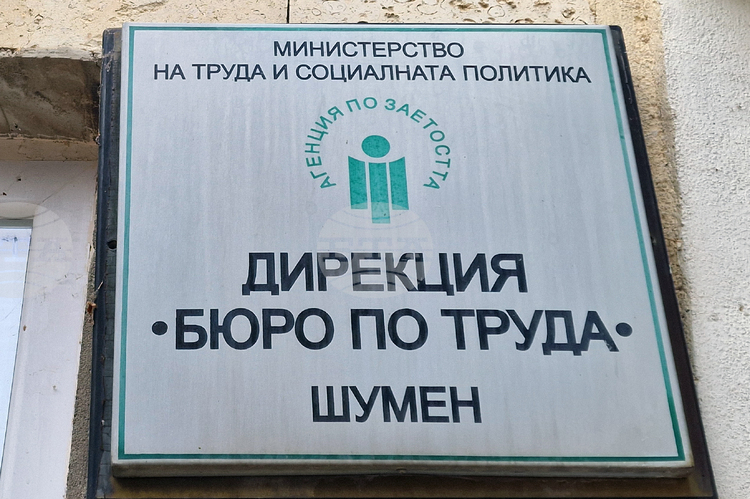 МИНИСТЕРСТВО
НА ТРУДА И СОЦИАЛНАТА ПОЛИТИКА
АГЕНЦИЯ ПО ЗАЕТОСТТА
ДИРЕКЦИЯ
•БЮРО ПО ТРУДА•
ШУМЕН